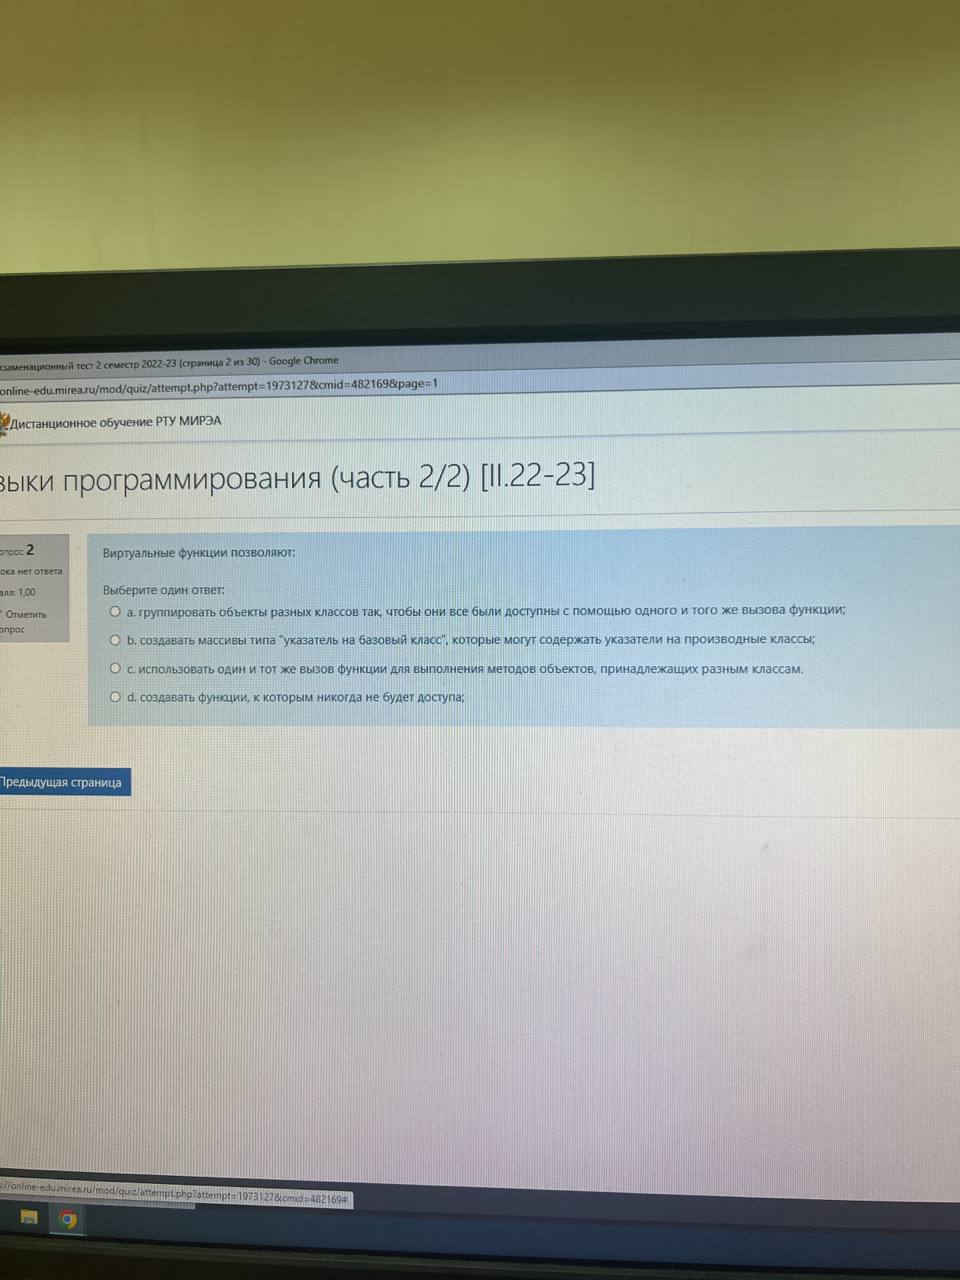 саменационный тест 2 семестр 2022-23 (страница 2 из 30) - Google Chrome
online-edu.mirea.ru/mod/quiz/attempt.php?attempt=1973127&cmid=482169&page=1
Дистанционное обучение РТУ МИРЭА
зыки программирования (часть 2/2) [II.22-23]
опрос 2
ока нет ответа
алл: 1,00
Отметить
опрос
Виртуальные функции позволяют:
Выберите один ответ:
a. группировать объекты разных классов так, чтобы они все были доступны с помощью одного и того же вызова функции;
b. создавать массивы типа "указатель на базовый класс", которые могут содержать указатели на производные классы;
c. использовать один и тот же вызов функции для выполнения методов объектов, принадлежащих разным классам.
d. создавать функции, к которым никогда не будет доступа;
Предыдущая страница
://online-edu.mirea.ru/mod/quiz/attempt.php?attempt=1973127&cmid=482169#